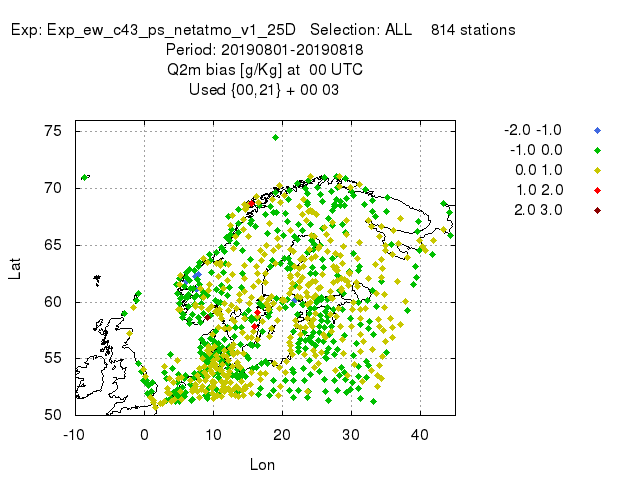 Exp: Exp_ew_c43_ps_netatmo_v1_25D   Selection: ALL    814 stations
Period: 20190801-20190818
Q2m bias [g/Kg] at  00 UTC
Used {00,21} + 00 03
-2.0 -1.0
-1.0 0.0
0.0 1.0
1.0 2.0
2.0 3.0
75
70
65
60
55
50
Lat
-10 0 10 20 30 40
Lon